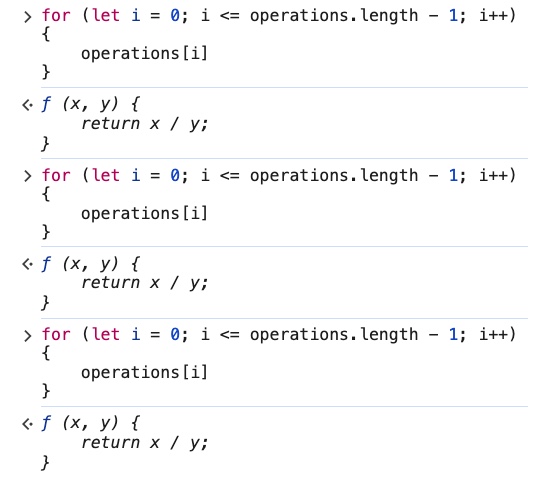 > for (let i = 0; i <= operations.length - 1; i++)
{
    operations[i]
}
<· ƒ (x, y) {
    return x / y;
}
> for (let i = 0; i <= operations.length - 1; i++)
{
    operations[i]
}
<· ƒ (x, y) {
    return x / y;
}
> for (let i = 0; i <= operations.length - 1; i++)
{
    operations[i]
}
<· ƒ (x, y) {
    return x / y;
}